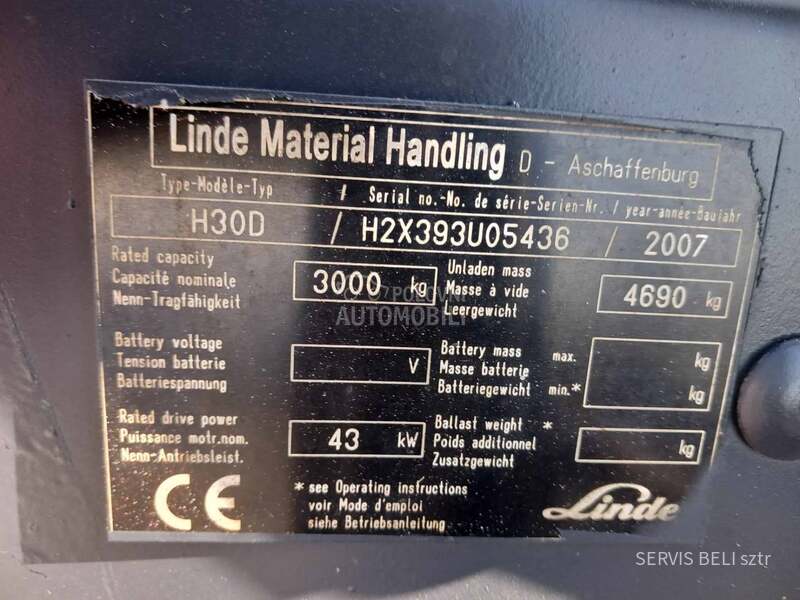 Linde Material Handling D - Aschaffenburg
Type-Modèle-Typ / Serial no.-No. de série-Serien-Nr. / year-année-Baujahr
H30D / H2X393U05436 / 2007
Rated capacity
Capacité nominale
Nenn-Tragfähigkeit
3000 kg
Unladen mass
Masse à vide
Leergewicht
4690 kg
POLOVNI
AUTOMOBILI
Battery voltage
Tension batterie
Batteriespannung
V
Battery mass max. kg
Masse batterie
Batteriegewicht min.* kg
Rated drive power
Puissance motr.nom.
Nenn-Antriebsleist.
43 kW
Ballast weight *
Poids additionnel
Zusatzgewicht
kg
CE
* see Operating instructions
voir Mode d'emploi
siehe Betriebsanleitung
Linde
SERVIS BELI sztr